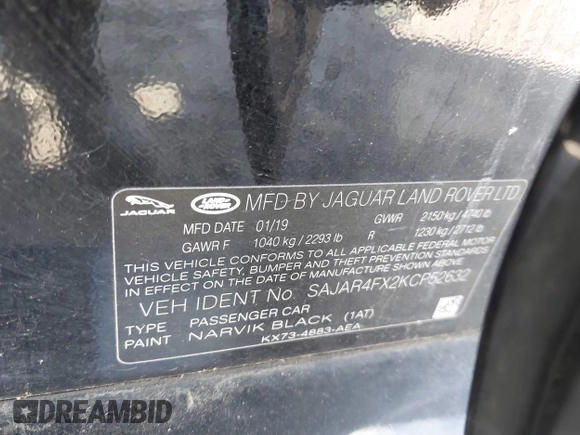 JAGUAR
LAND ROVER
MFD BY JAGUAR LAND ROVER LTD
MFD DATE 01/19 GVWR 2150 kg / 4740 lb
GAWR F 1040 kg / 2293 lb R 1230 kg / 2712 lb
THIS VEHICLE CONFORMS TO ALL APPLICABLE FEDERAL MOTOR
VEHICLE SAFETY, BUMPER AND THEFT PREVENTION STANDARDS
IN EFFECT ON THE DATE OF MANUFACTURE SHOWN ABOVE
VEH IDENT No. SAJAR4FX2KCP52632
TYPE PASSENGER CAR
PAINT NARVIK BLACK (1AT)
KX73-4883-AEA
DREAMBID